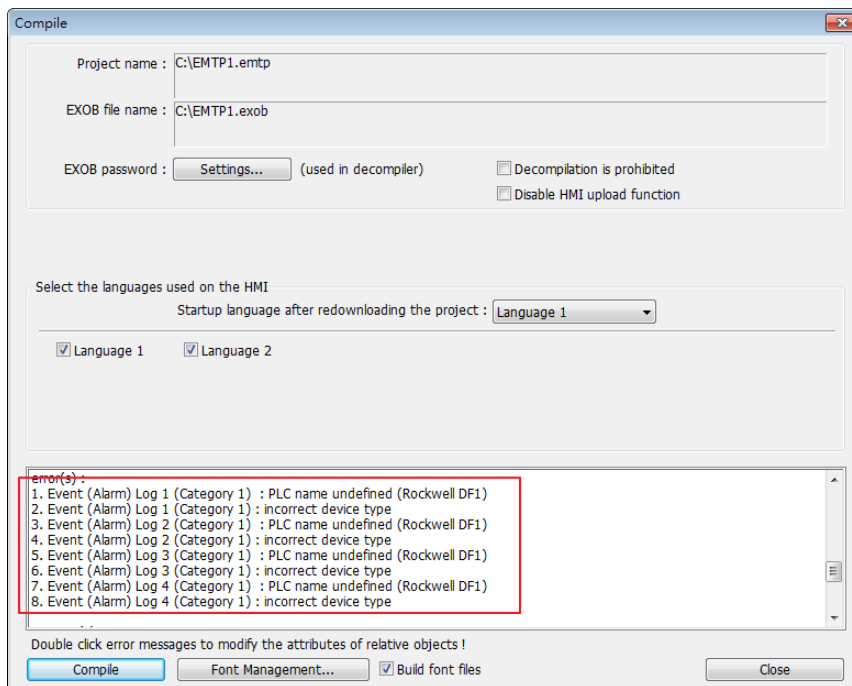 Compile
Project name : C:\EMTP1.emtp
EXOB file name : C:\EMTP1.exob
EXOB password : Settings... (used in decompiler) Decompilation is prohibited
Disable HMI upload function
Select the languages used on the HMI
Startup language after redownloading the project : Language 1
Language 1 Language 2
error(s) :
1. Event (Alarm) Log 1 (Category 1) : PLC name undefined (Rockwell DF1)
2. Event (Alarm) Log 1 (Category 1) : incorrect device type
3. Event (Alarm) Log 2 (Category 1) : PLC name undefined (Rockwell DF1)
4. Event (Alarm) Log 2 (Category 1) : incorrect device type
5. Event (Alarm) Log 3 (Category 1) : PLC name undefined (Rockwell DF1)
6. Event (Alarm) Log 3 (Category 1) : incorrect device type
7. Event (Alarm) Log 4 (Category 1) : PLC name undefined (Rockwell DF1)
8. Event (Alarm) Log 4 (Category 1) : incorrect device type
Double click error messages to modify the attributes of relative objects !
Compile Font Management... Build font files Close